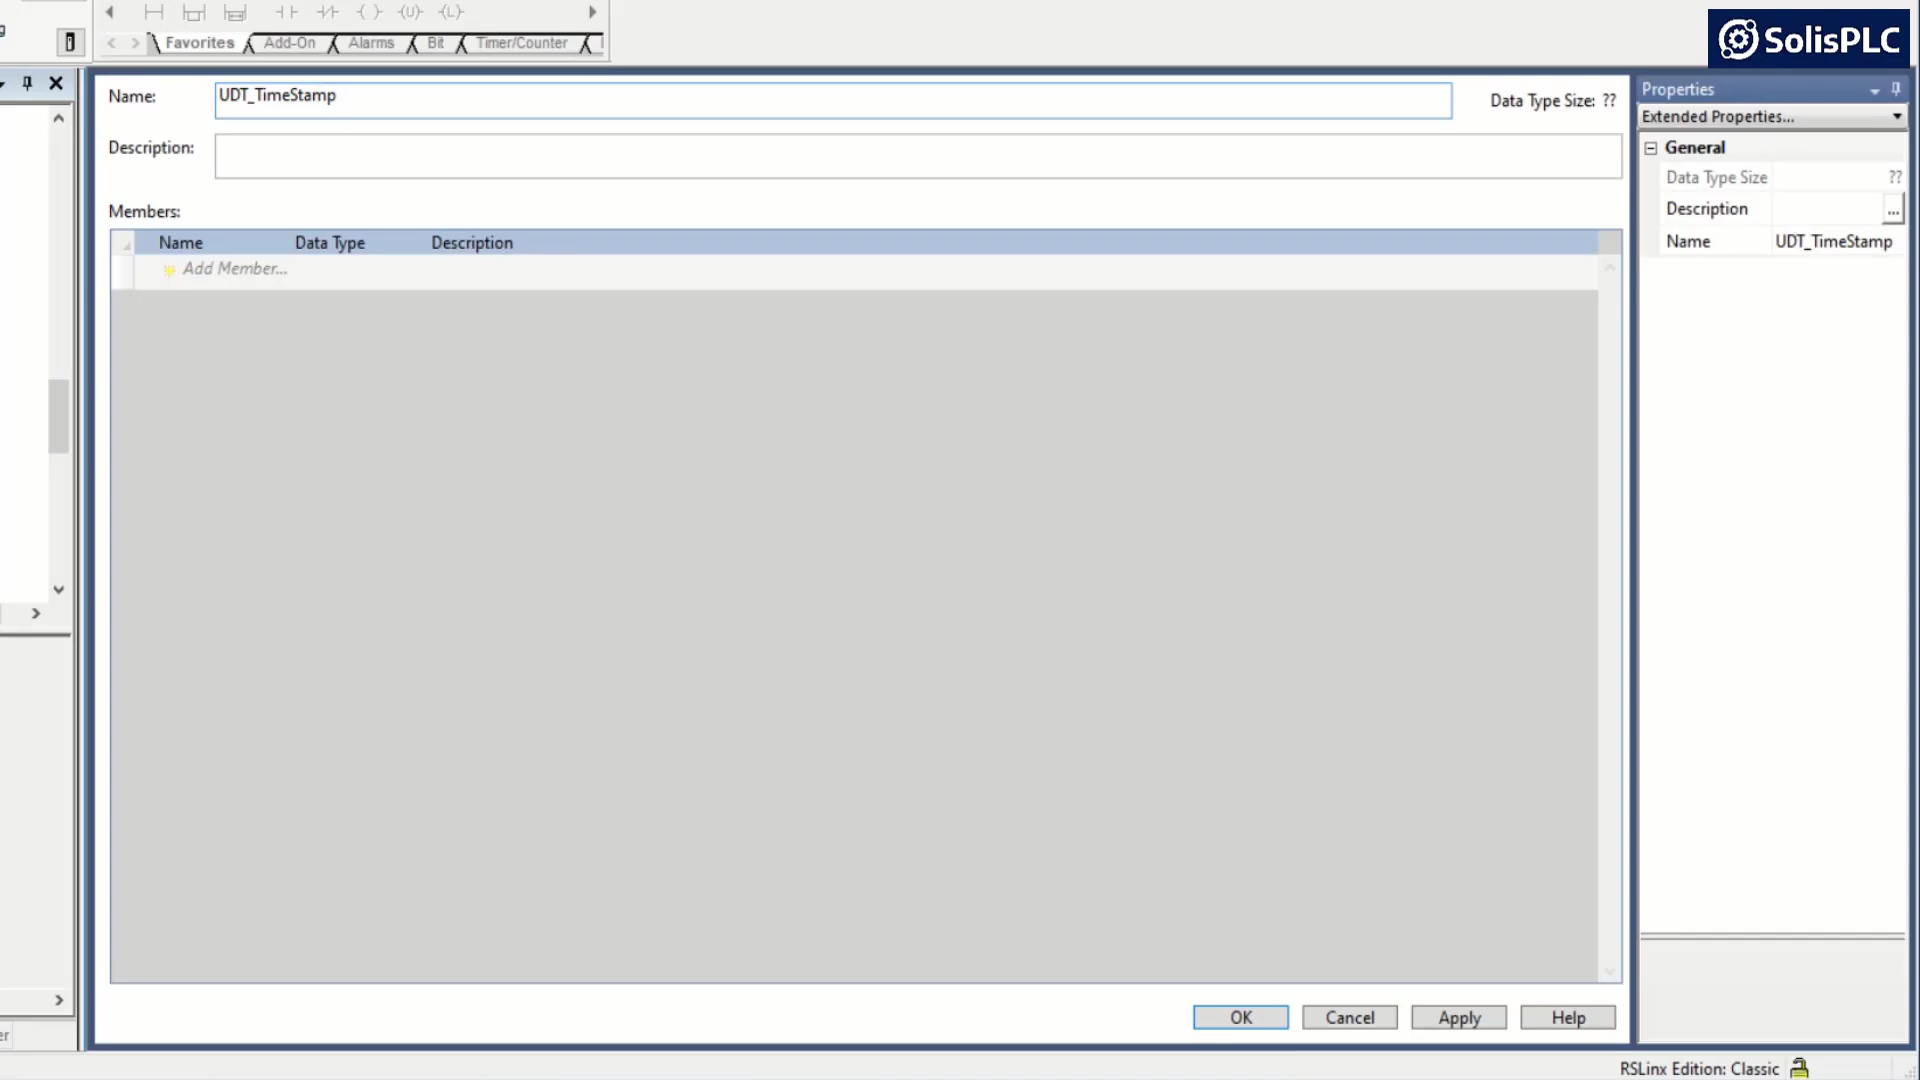 SolisPLC
Favorites Add-On Alarms Bit Timer/Counter
Name: UDT_TimeStamp Data Type Size: ??
Description:
Members:
Name Data Type Description
Add Member...
OK Cancel Apply Help
Properties
Extended Properties...
General
Data Type Size ??
Description ...
Name UDT_TimeStamp
RSLinx Edition: Classic